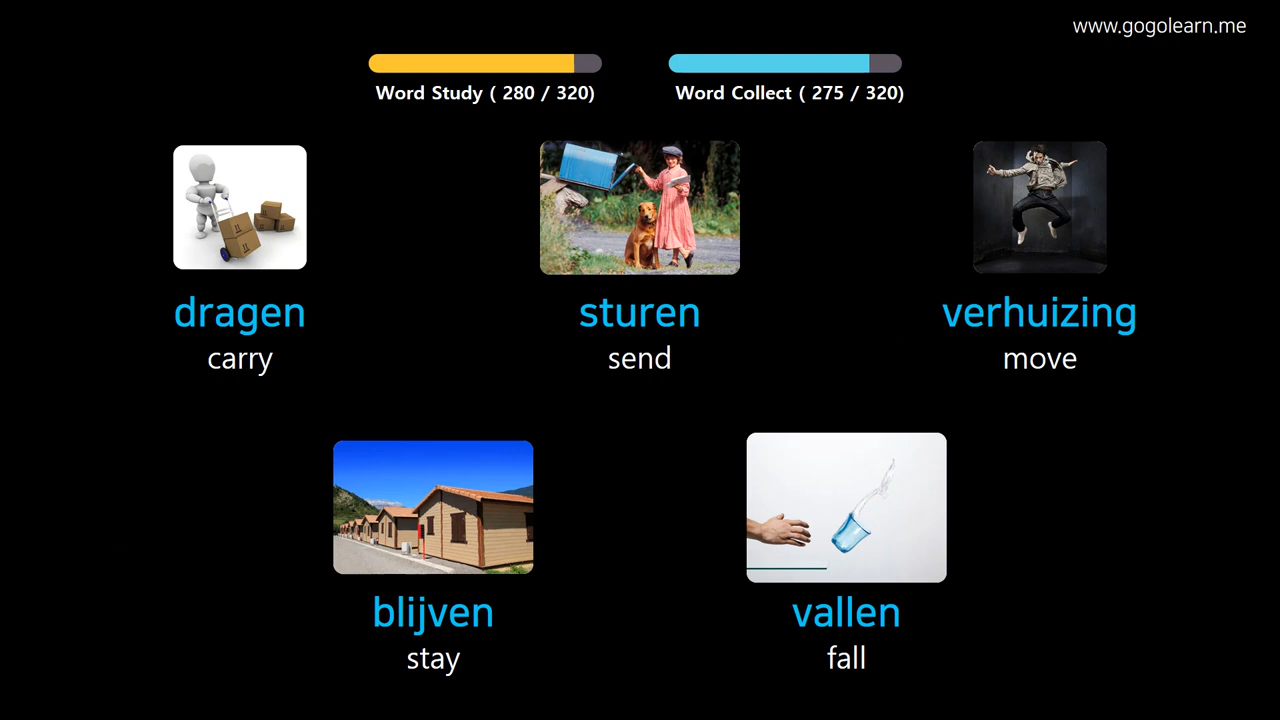 www.gogolearn.me
Word Study ( 280 / 320)
Word Collect ( 275 / 320)
dragen
carry
sturen
send
verhuizing
move
blijven
stay
vallen
fall